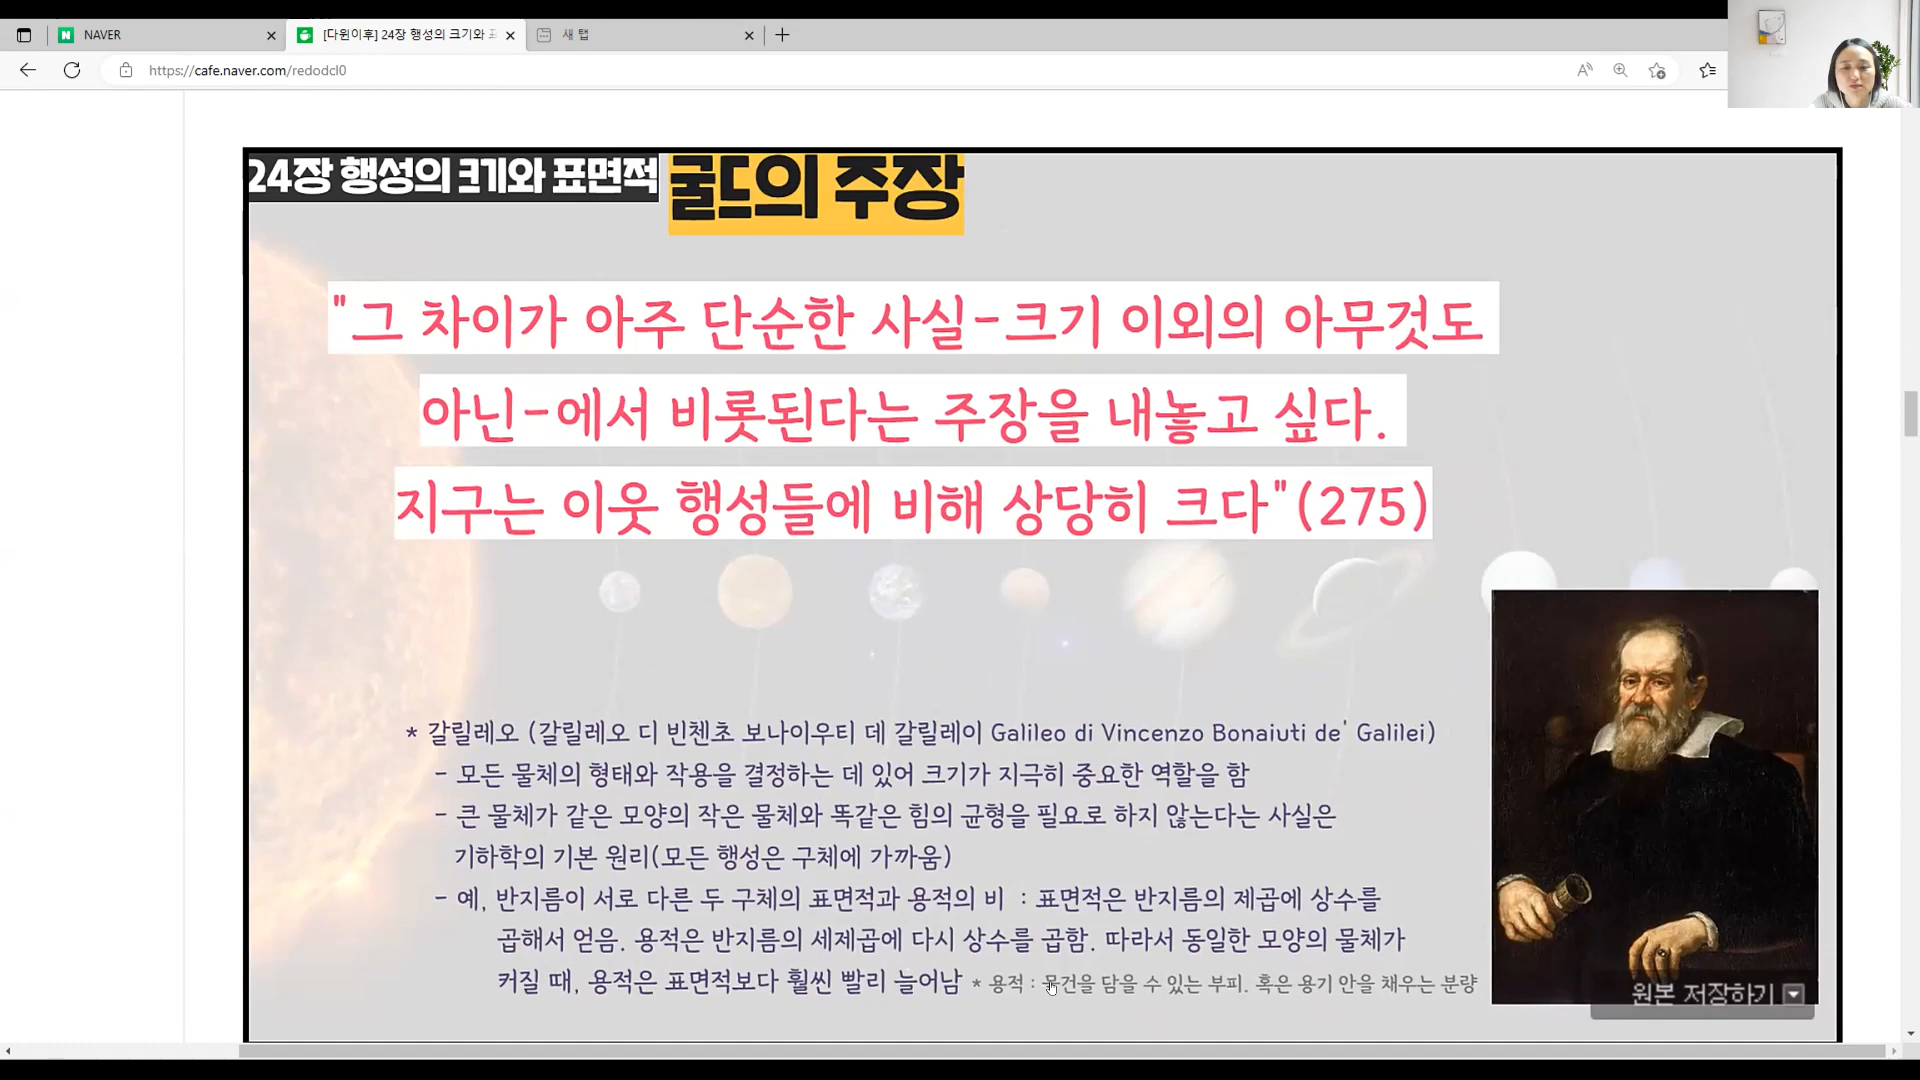 NAVER
[다윈이후] 24장 행성의 크기와 표
새 탭
https://cafe.naver.com/redodcl0
24장 행성의 크기와 표면적
굴드의 주장
"그 차이가 아주 단순한 사실-크기 이외의 아무것도
아닌-에서 비롯된다는 주장을 내놓고 싶다.
지구는 이웃 행성들에 비해 상당히 크다"(275)
* 갈릴레오 (갈릴레오 디 빈첸초 보나이우티 데 갈릴레이 Galileo di Vincenzo Bonaiuti de' Galilei)
- 모든 물체의 형태와 작용을 결정하는 데 있어 크기가 지극히 중요한 역할을 함
- 큰 물체가 같은 모양의 작은 물체와 똑같은 힘의 균형을 필요로 하지 않는다는 사실은
기하학의 기본 원리(모든 행성은 구체에 가까움)
- 예, 반지름이 서로 다른 두 구체의 표면적과 용적의 비 : 표면적은 반지름의 제곱에 상수를
곱해서 얻음. 용적은 반지름의 세제곱에 다시 상수를 곱함. 따라서 동일한 모양의 물체가
커질 때, 용적은 표면적보다 훨씬 빨리 늘어남 * 용적 : 물건을 담을 수 있는 부피. 혹은 용기 안을 채우는 분량
원본 저장하기